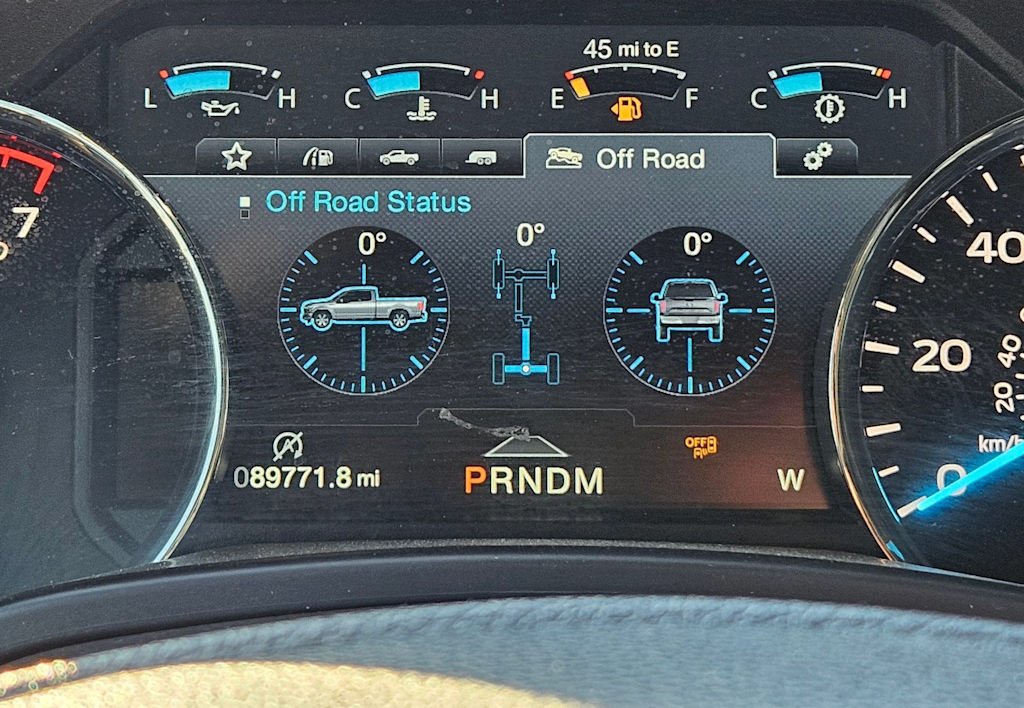 45 mi to E
L H
C H
E F
C H
Off Road
Off Road Status
0°
0°
0°
7
40
20
0
40
20
km/h
OFF
089771.8 mi
PRNDM
W